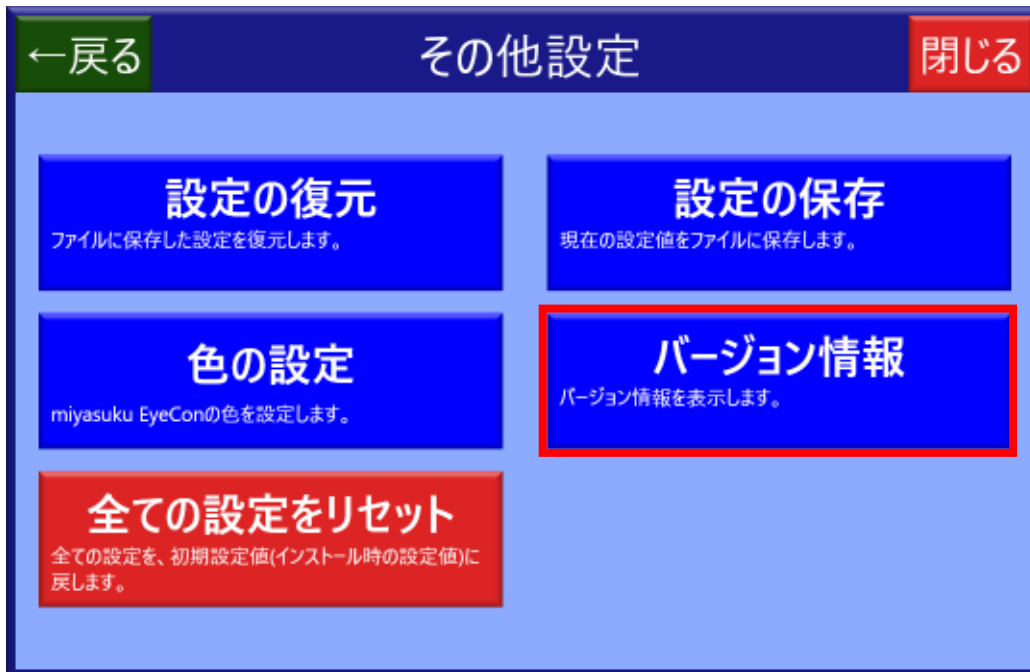 ←戻る
その他設定
閉じる
設定の復元
ファイルに保存した設定を復元します。
設定の保存
現在の設定値をファイルに保存します。
色の設定
miyasuku EyeConの色を設定します。
バージョン情報
バージョン情報を表示します。
全ての設定をリセット
全ての設定を、初期設定値(インストール時の設定値)に
戻します。